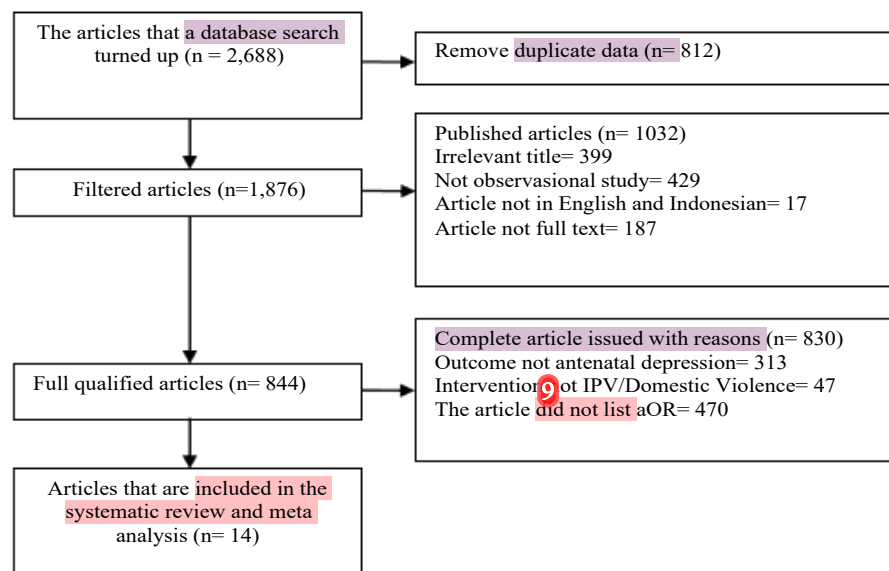 The articles that a database search
turned up (n = 2,688)
Remove duplicate data (n= 812)
Filtered articles (n=1,876)
Published articles (n= 1032)
Irrelevant title= 399
Not observasional study= 429
Article not in English and Indonesian= 17
Article not full text= 187
Full qualified articles (n= 844)
Complete article issued with reasons (n= 830)
Outcome not antenatal depression= 313
Intervention not IPV/Domestic Violence= 47
9
The article did not list aOR= 470
Articles that are included in the
systematic review and meta
analysis (n= 14)